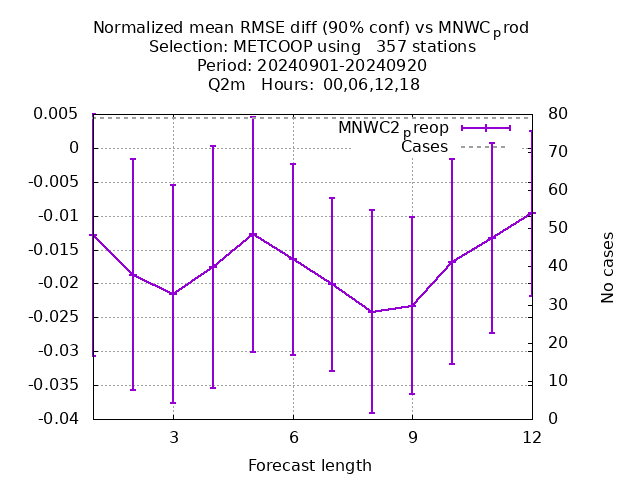 Normalized mean RMSE diff (90% conf) vs MNWCprod
Selection: METCOOP using 357 stations
Period: 20240901-20240920
Q2m Hours: 00,06,12,18
MNWC2preop
Cases
0.005
0
-0.005
-0.01
-0.015
-0.02
-0.025
-0.03
-0.035
-0.04
80
70
60
50
40
30
20
10
0
No cases
3 6 9 12
Forecast length